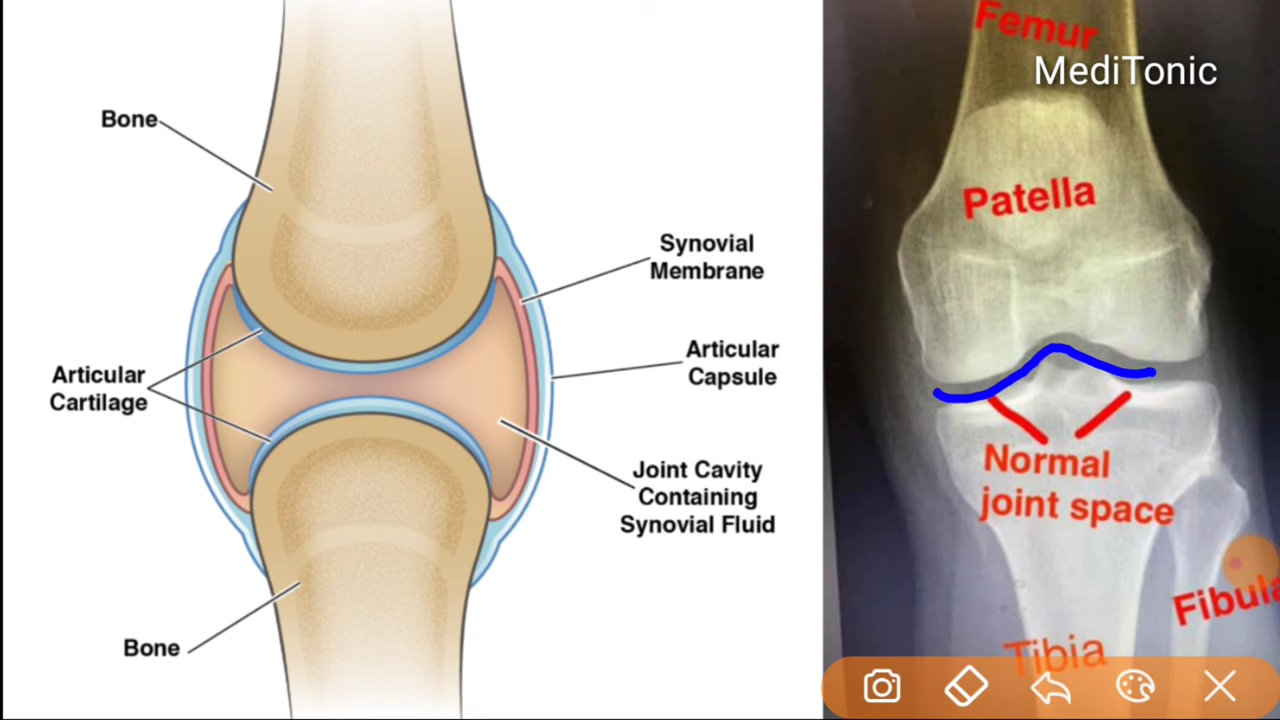 Bone
Synovial
Membrane
Articular
Capsule
Articular
Cartilage
Joint Cavity
Containing
Synovial Fluid
Bone
Femur
MediTonic
Patella
Normal
joint space
Fibula
Tibia